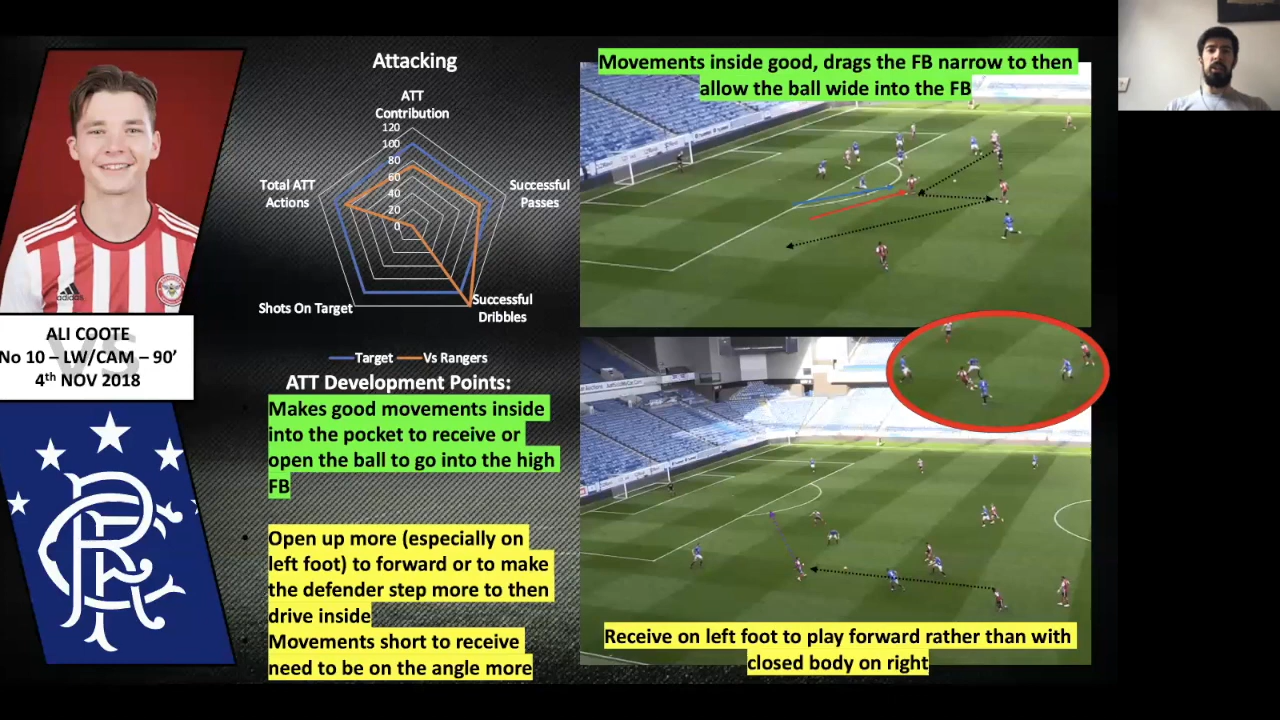 Attacking
ATT
Contribution
120
100
80
60
40
20
0
Total ATT
Actions
Successful
Passes
Shots On Target
Successful
Dribbles
Target
Vs Rangers
VS
ALI COOTE
No 10 – LW/CAM – 90’
4th NOV 2018
adidas
ATT Development Points:
Makes good movements inside
into the pocket to receive or
open the ball to go into the high
FB
Open up more (especially on
left foot) to forward or to make
the defender step more to then
drive inside
Movements short to receive
need to be on the angle more
Movements inside good, drags the FB narrow to then
allow the ball wide into the FB
Receive on left foot to play forward rather than with
closed body on right